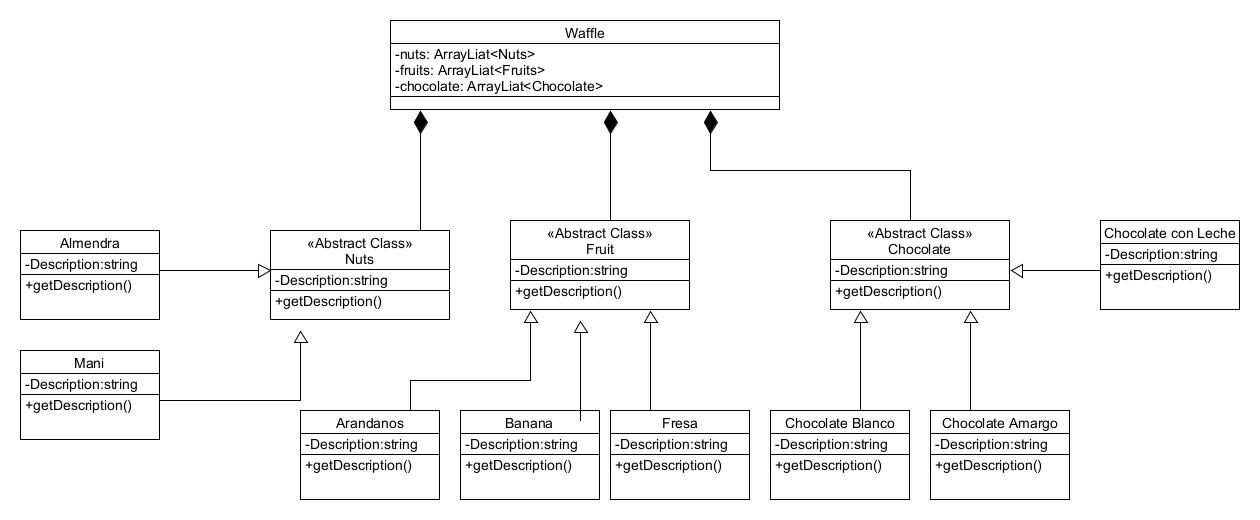 Waffle
-nuts: ArrayLiat<Nuts>
-fruits: ArrayLiat<Fruits>
-chocolate: ArrayLiat<Chocolate>
Almendra
-Description:string
+getDescription()
«Abstract Class»
Nuts
-Description:string
+getDescription()
«Abstract Class»
Fruit
-Description:string
+getDescription()
«Abstract Class»
Chocolate
-Description:string
+getDescription()
Chocolate con Leche
-Description:string
+getDescription()
Mani
-Description:string
+getDescription()
Arandanos
-Description:string
+getDescription()
Banana
-Description:string
+getDescription()
Fresa
-Description:string
+getDescription()
Chocolate Blanco
-Description:string
+getDescription()
Chocolate Amargo
-Description:string
+getDescription()